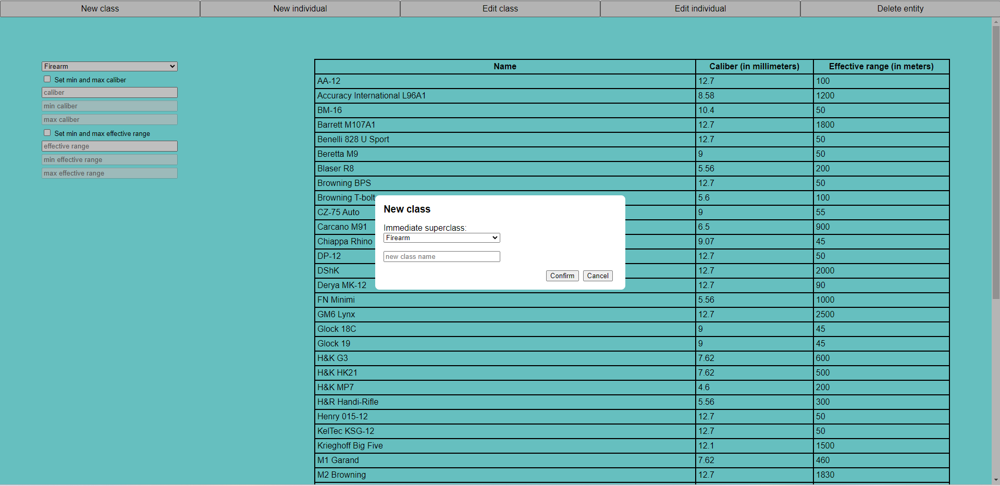 New class New individual Edit class Edit individual Delete entity
Firearm
Set min and max caliber
caliber
min caliber
max caliber
Set min and max effective range
effective range
min effective range
max effective range
Name Caliber (in millimeters) Effective range (in meters)
AA-12 12.7 100
Accuracy International L96A1 8.58 1200
BM-16 10.4 50
Barrett M107A1 12.7 1800
Benelli 828 U Sport 12.7 50
Beretta M9 9 50
Blaser R8 5.56 200
Browning BPS 12.7 50
Browning T-bolt 5.6 100
CZ-75 Auto 9 55
Carcano M91 6.5 900
Chiappa Rhino 9.07 45
DP-12 12.7 50
DShK 12.7 2000
Derya MK-12 12.7 90
FN Minimi 5.56 1000
GM6 Lynx 12.7 2500
Glock 18C 9 45
Glock 19 9 45
H&K G3 7.62 600
H&K HK21 7.62 500
H&K MP7 4.6 200
H&R Handi-Rifle 5.56 300
Henry 015-12 12.7 50
KelTec KSG-12 12.7 50
Krieghoff Big Five 12.1 1500
M1 Garand 7.62 460
M2 Browning 12.7 1830
New class
Immediate superclass:
Firearm
new class name
Confirm Cancel